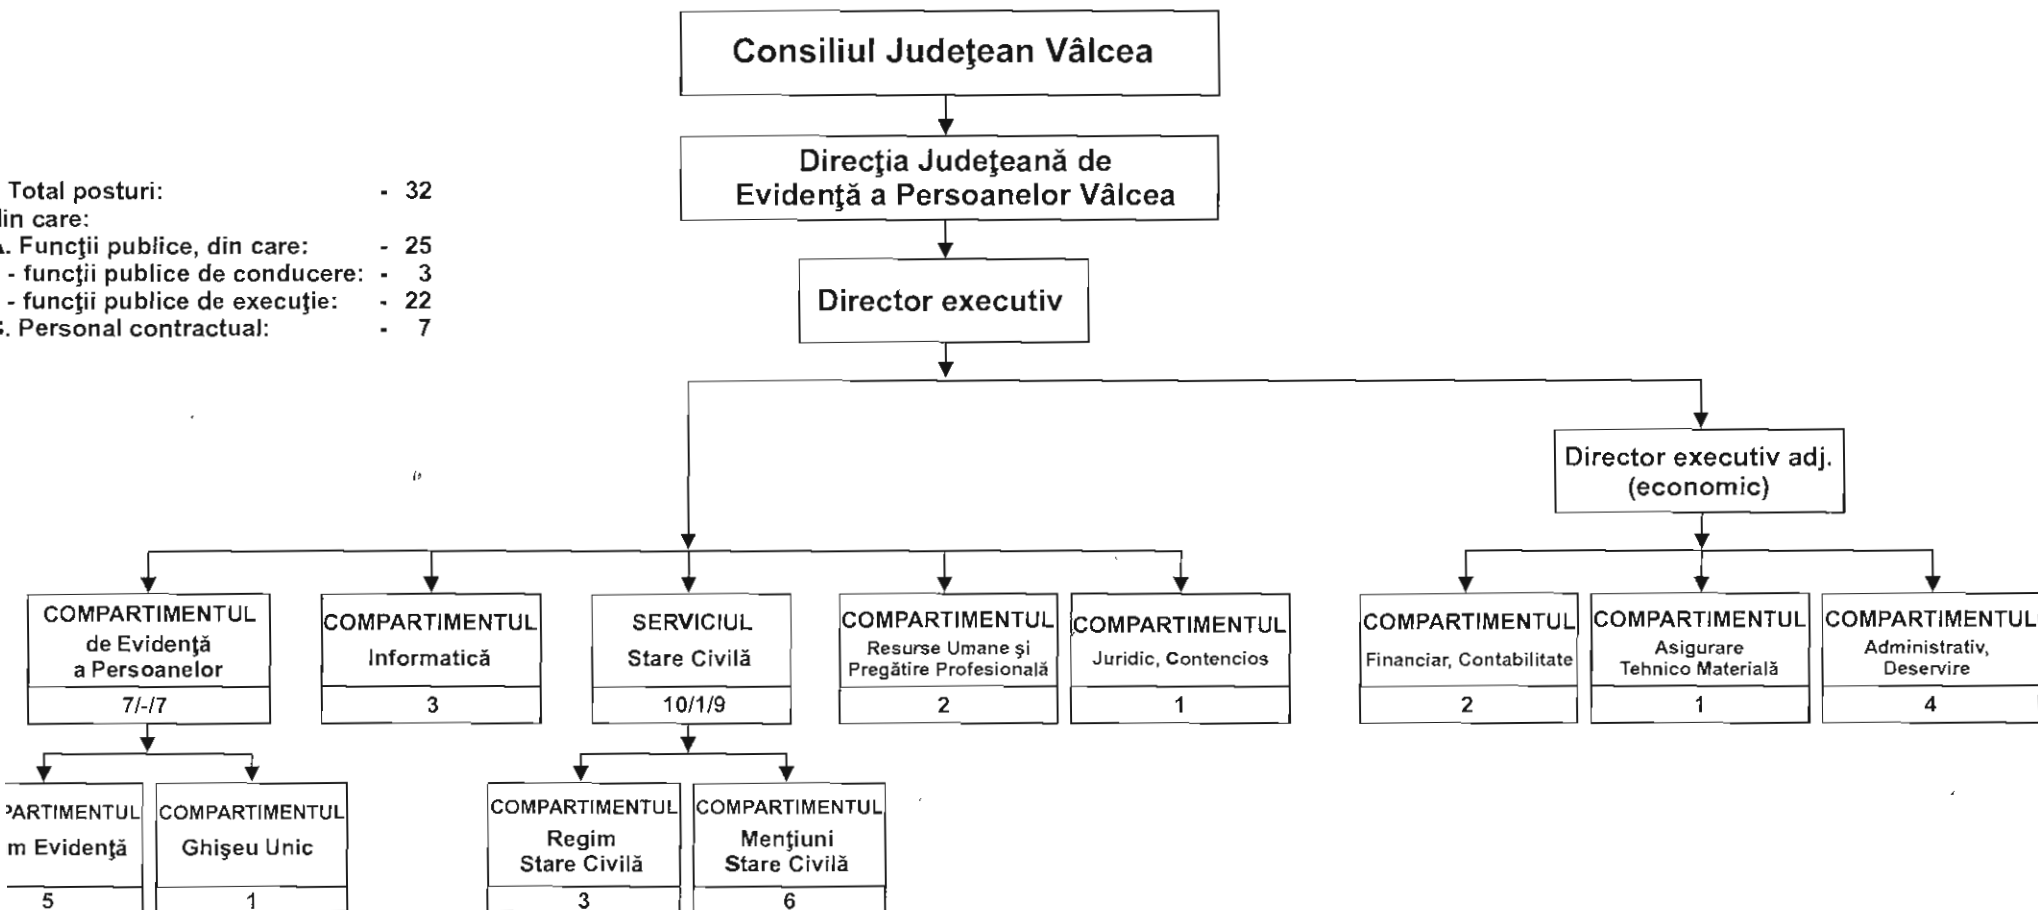 Consiliul Judeţean Vâlcea
Direcţia Judeţeană de
Evidenţă a Persoanelor Vâlcea
Total posturi: - 32
din care:
A. Funcţii publice, din care: - 25
- funcţii publice de conducere: - 3
- funcţii publice de execuţie: - 22
. Personal contractual: - 7
Director executiv
Director executiv adj.
(economic)
COMPARTIMENTUL
de Evidenţă
a Persoanelor
7/-/7
COMPARTIMENTUL
Informatică
3
SERVICIUL
Stare Civilă
10/1/9
COMPARTIMENTUL
Resurse Umane şi
Pregătire Profesională
2
COMPARTIMENTUL
Juridic, Contencios
1
COMPARTIMENTUL
Financiar, Contabilitate
2
COMPARTIMENTUL
Asigurare
Tehnico Materială
1
COMPARTIMENTUL
Administrativ,
Deservire
4
PARTIMENTUL
m Evidenţă
5
COMPARTIMENTUL
Ghişeu Unic
1
COMPARTIMENTUL
Regim
Stare Civilă
3
COMPARTIMENTUL
Menţiuni
Stare Civilă
6